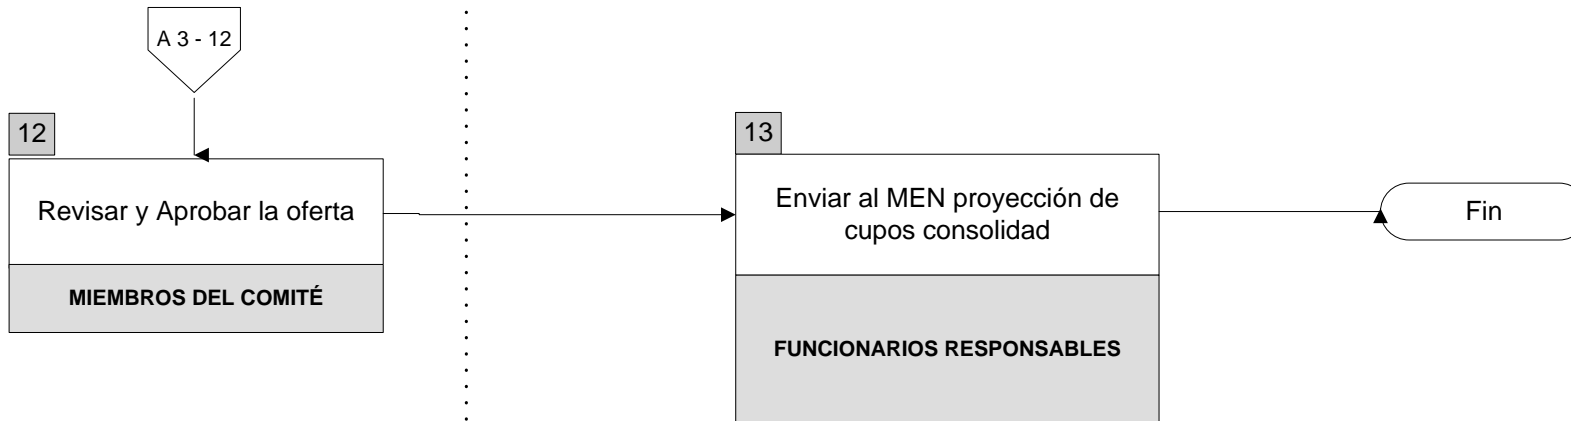 A 3 - 12
12
Revisar y Aprobar la oferta
MIEMBROS DEL COMITÉ
13
Enviar al MEN proyección de
cupos consolidad
FUNCIONARIOS RESPONSABLES
Fin